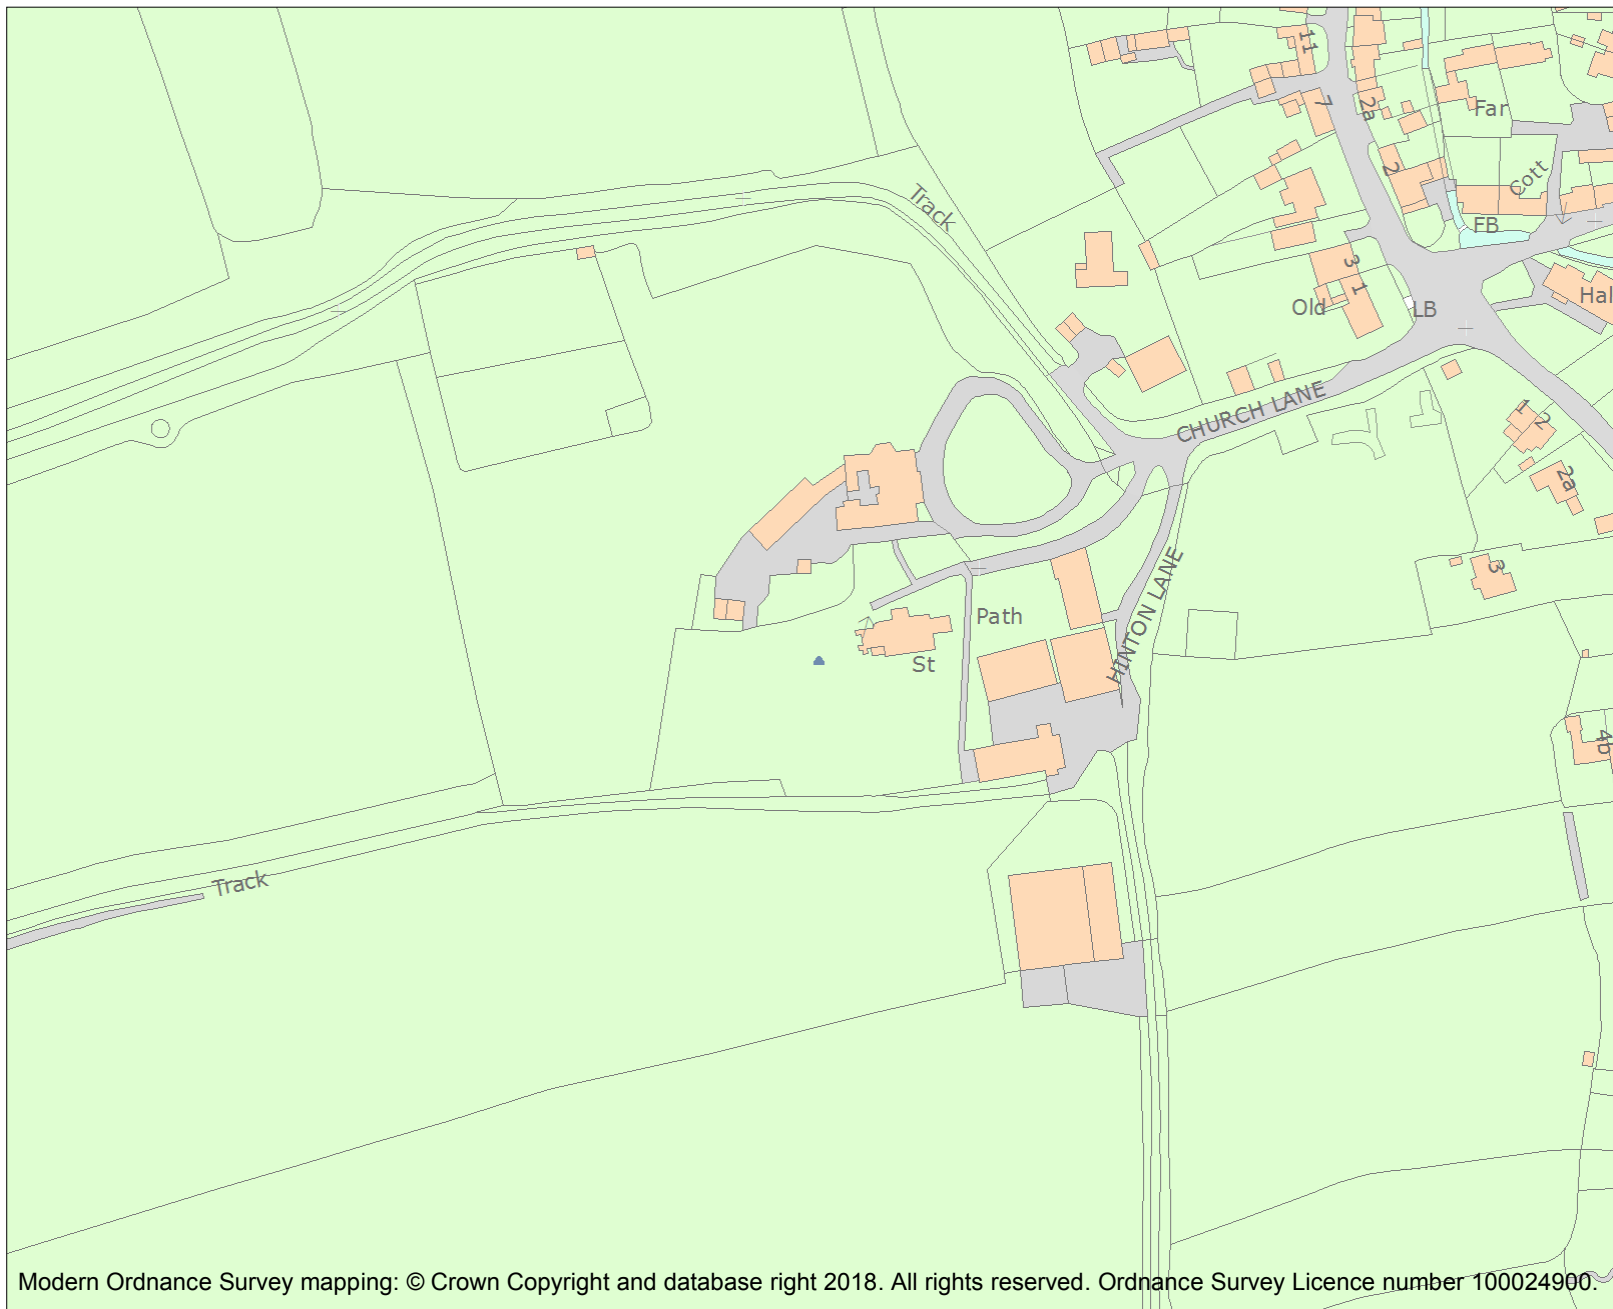 11
7
2a
Far
2
Cott
Track
FB
3
1
Old
LB
Hal
CHURCH LANE
1
2
2a
3
HINTON LANE
Path
St
4b
Track
Modern Ordnance Survey mapping: © Crown Copyright and database right 2018. All rights reserved. Ordnance Survey Licence number 100024900.